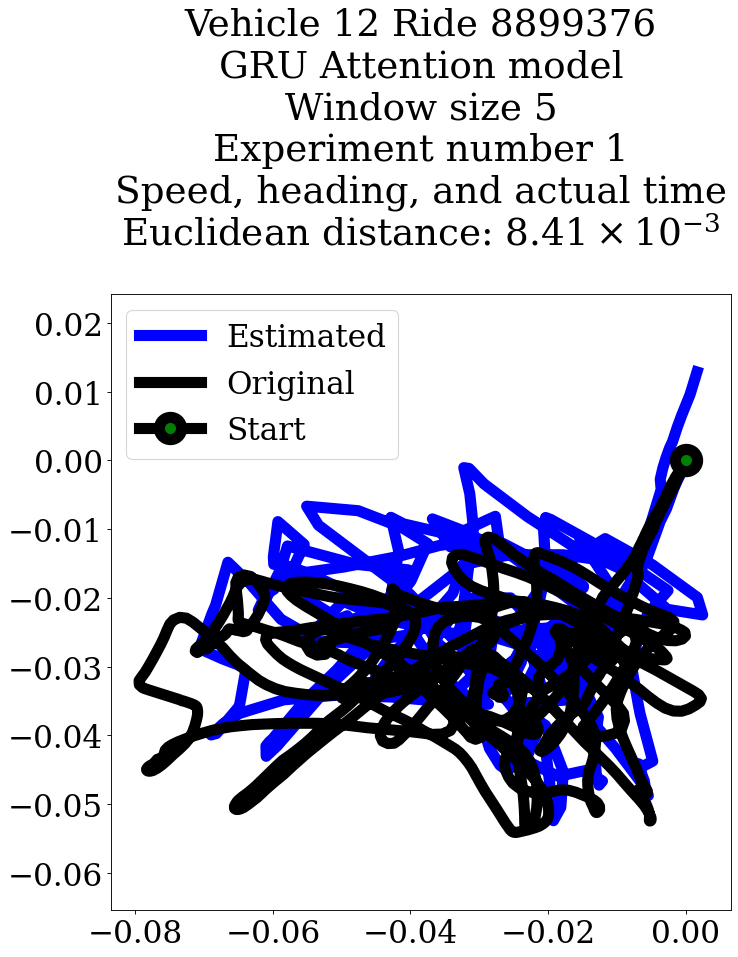 Vehicle 12 Ride 8899376
GRU Attention model
Window size 5
Experiment number 1
Speed, heading, and actual time
Euclidean distance: 8.41 × 10⁻³
Estimated
Original
Start
0.02
0.01
0.00
−0.01
−0.02
−0.03
−0.04
−0.05
−0.06
−0.08 −0.06 −0.04 −0.02 0.00